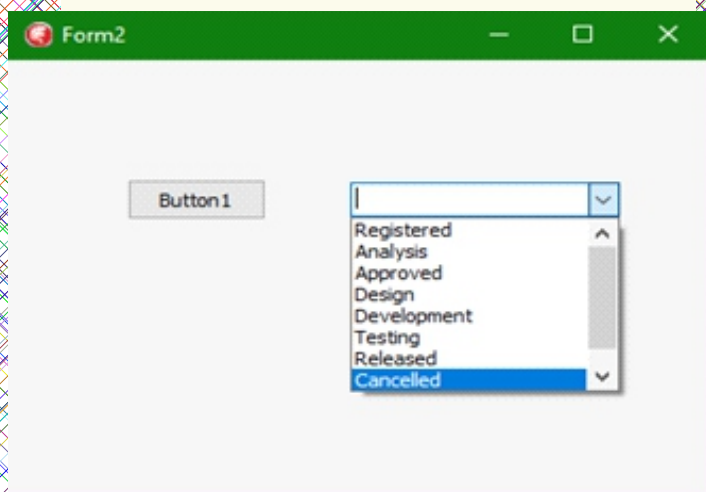 Form2
Button1
Registered
Analysis
Approved
Design
Development
Testing
Released
Cancelled